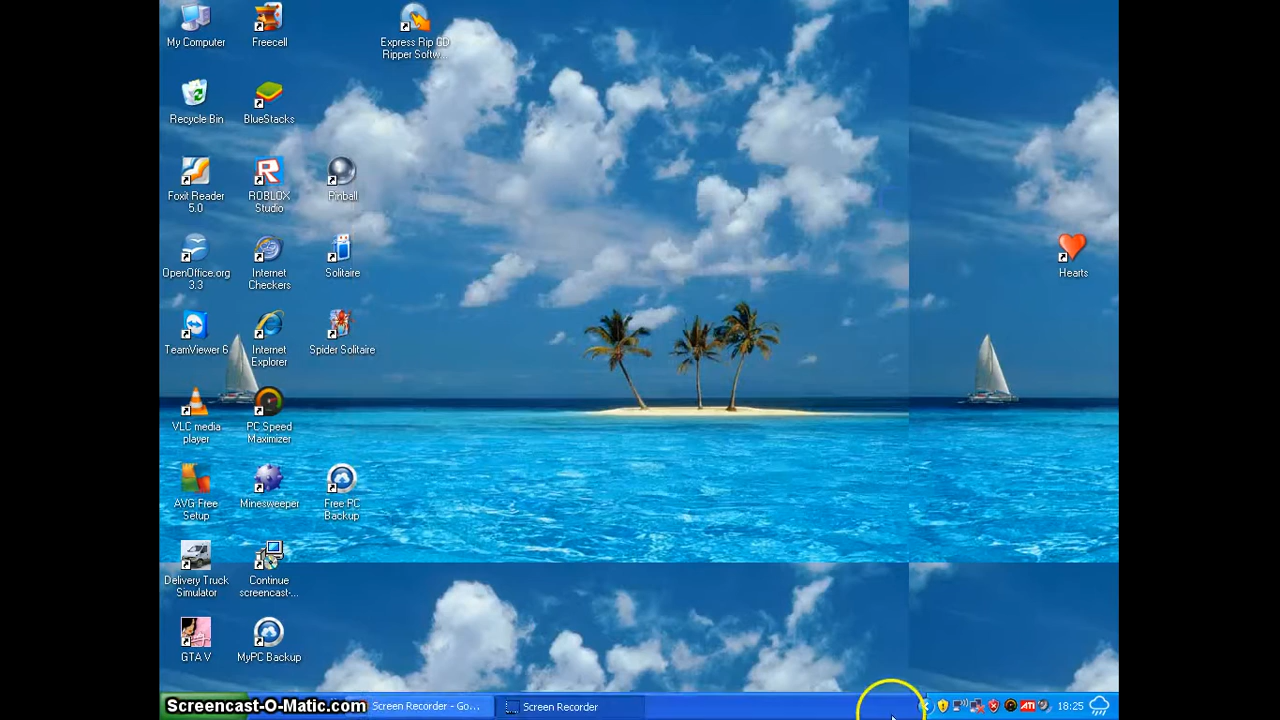 My Computer
Freecell
Express Rip CD
Ripper Softw...
Recycle Bin
BlueStacks
Foxit Reader
5.0
ROBLOX
Studio
Pinball
OpenOffice.org
3.3
Internet
Checkers
Solitaire
Hearts
TeamViewer 6
Internet
Explorer
Spider Solitaire
VLC media
player
PC Speed
Maximizer
AVG Free
Setup
Minesweeper
Free PC
Backup
Delivery Truck
Simulator
Continue
screencast-...
GTA V
MyPC Backup
Screencast-O-Matic.com
Screen Recorder - Go...
Screen Recorder
ATI
18:25